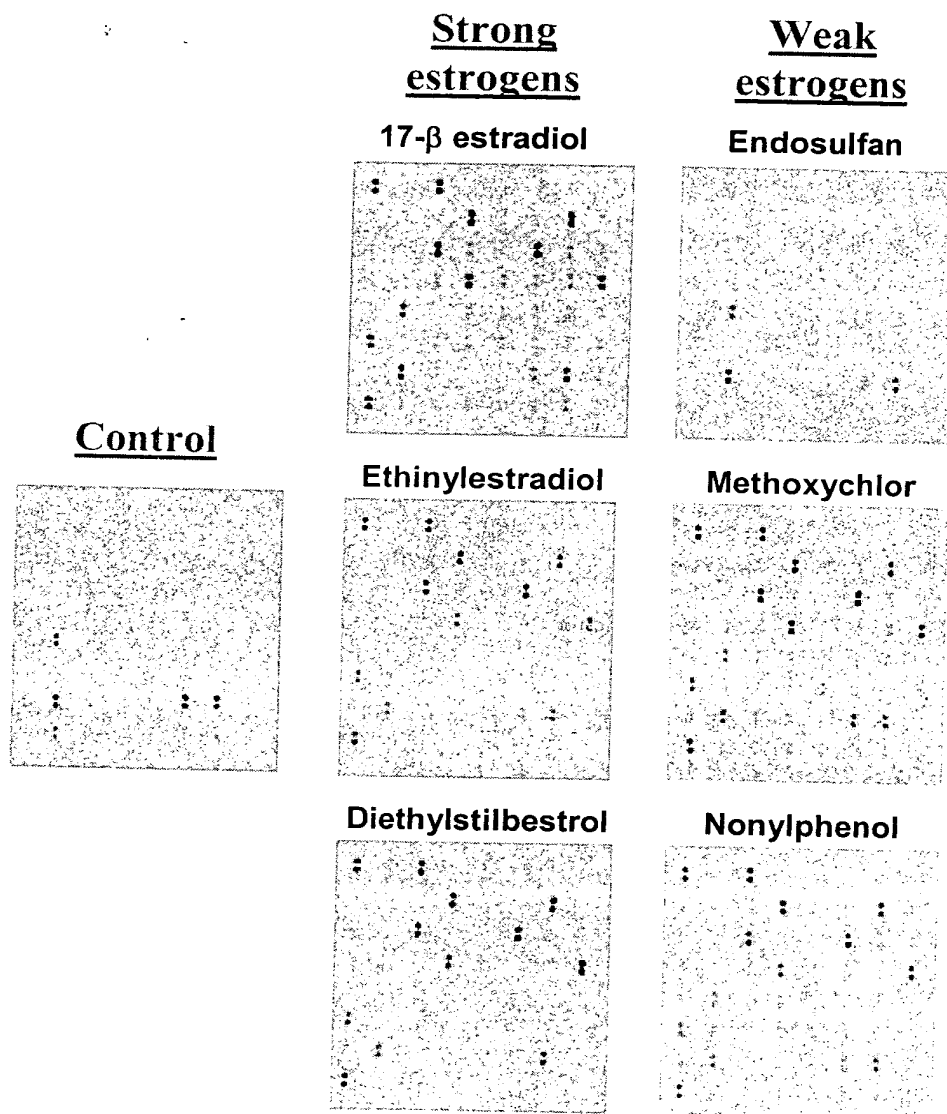 Strong
estrogens
Weak
estrogens
17-β estradiol
Endosulfan
Control
Ethinylestradiol
Methoxychlor
Diethylstilbestrol
Nonylphenol